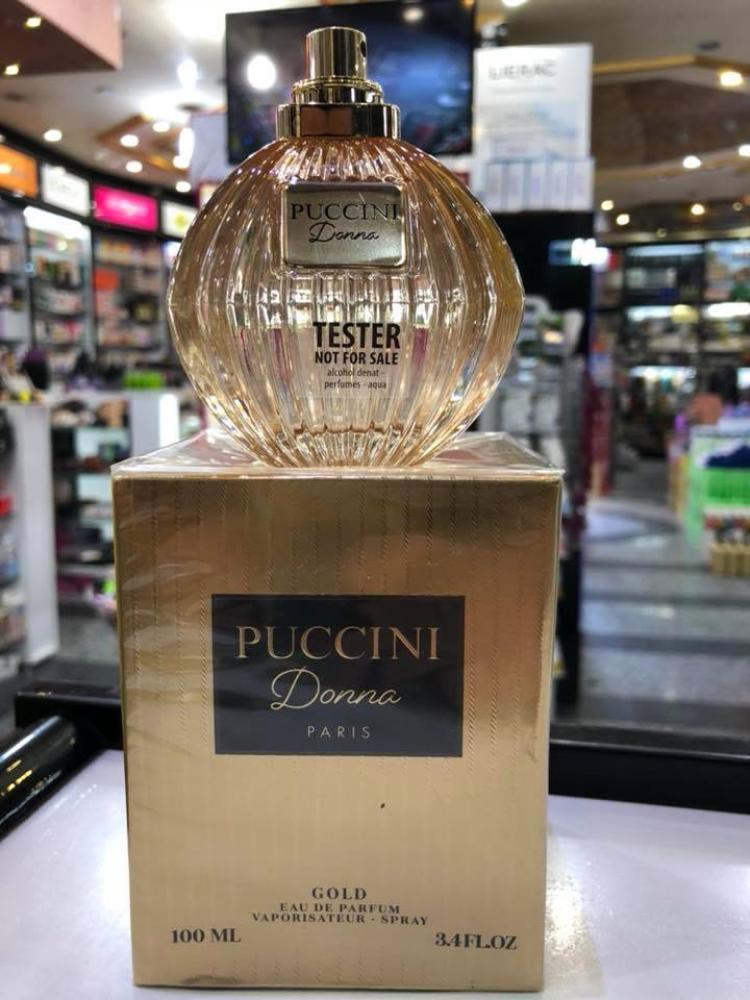 LIERAC
PUCCINI
Donna
TESTER
NOT FOR SALE
alcohol denat -
perfumes - aqua
PUCCINI
Donna
PARIS
GOLD
EAU DE PARFUM
VAPORISATEUR - SPRAY
100 ML
3.4FL.OZ